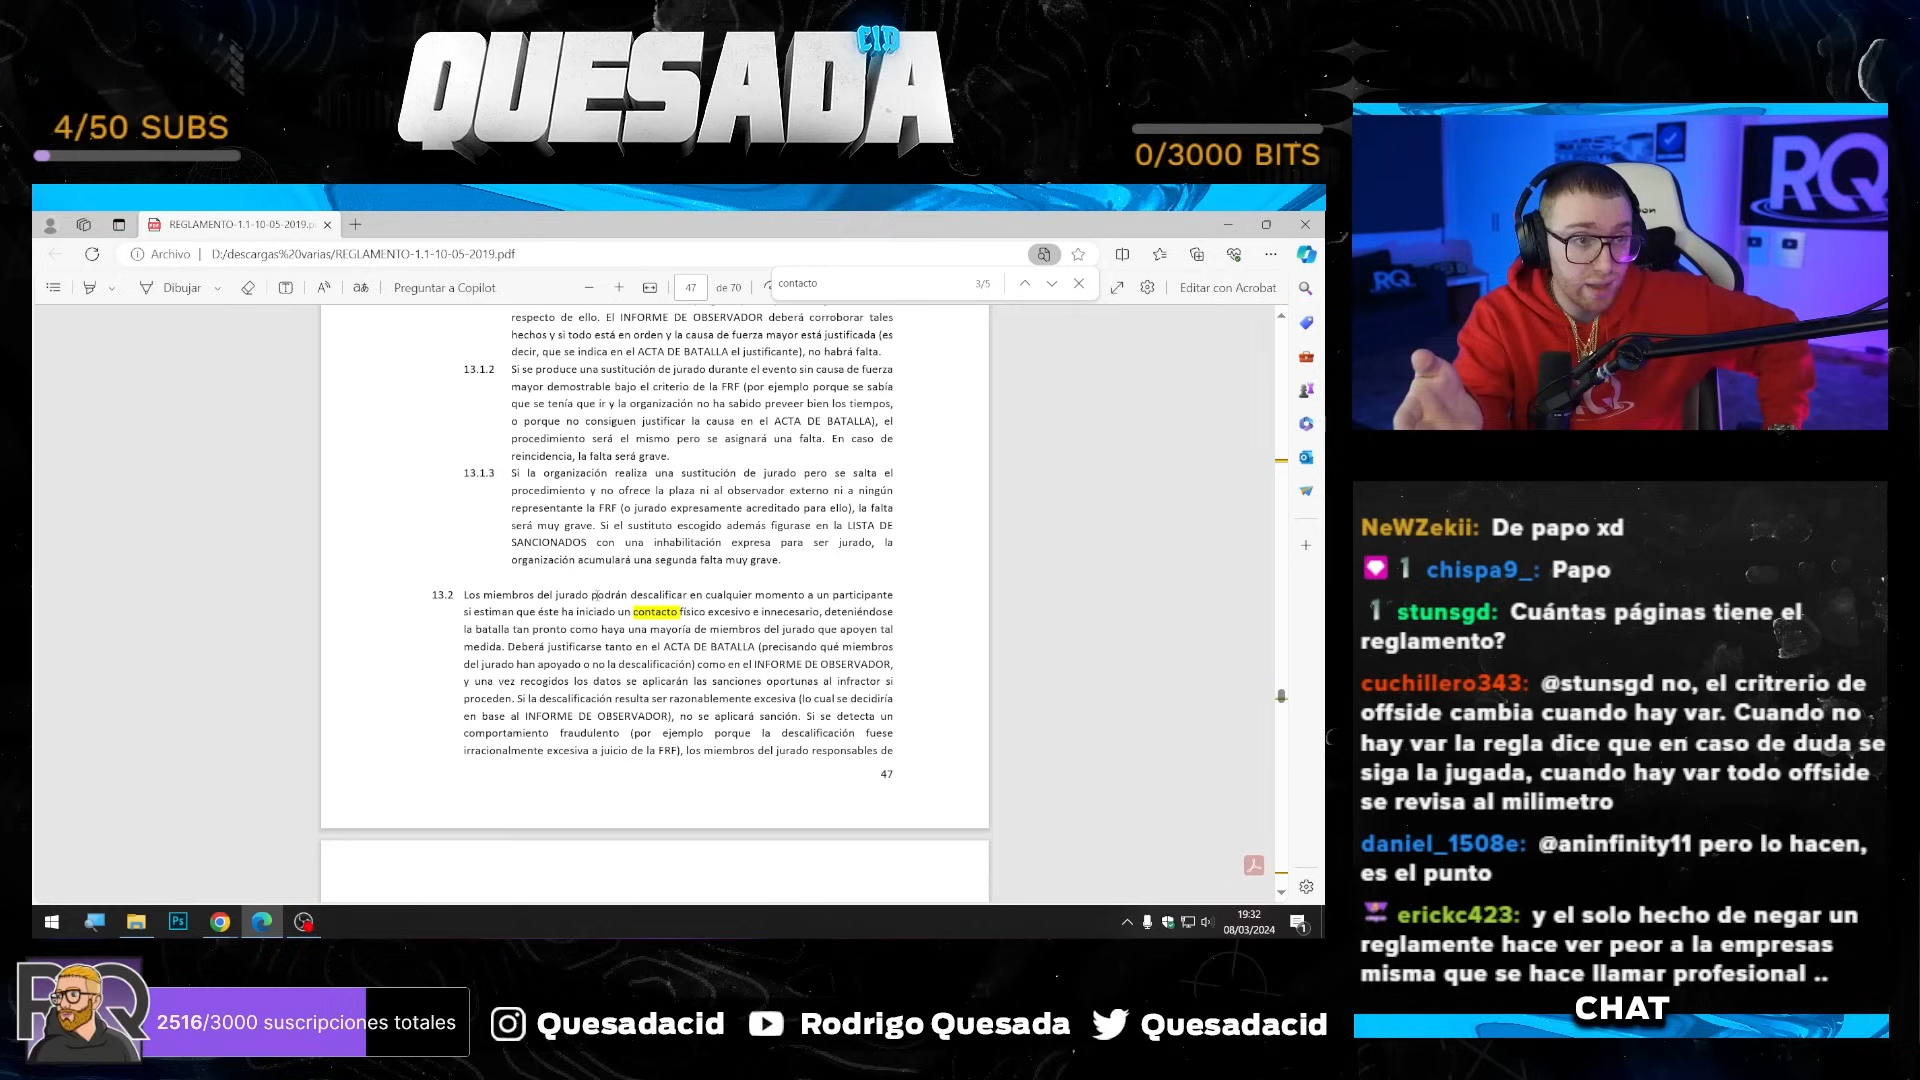 QUESADA
CID
4/50 SUBS
0/3000 BITS
REGLAMENTO-1.1-10-05-2019.p
Archivo | D:/descargas%20varias/REGLAMENTO-1.1-10-05-2019.pdf
Dibujar
Preguntar a Copilot
47 de 70
contacto 3/5
Editar con Acrobat
respecto de ello. El INFORME DE OBSERVADOR deberá corroborar tales
hechos y si todo está en orden y la causa de fuerza mayor está justificada (es
decir, que se indica en el ACTA DE BATALLA el justificante), no habrá falta.
13.1.2 Si se produce una sustitución de jurado durante el evento sin causa de fuerza
mayor demostrable bajo el criterio de la FRF (por ejemplo porque se sabía
que se tenía que ir y la organización no ha sabido preveer bien los tiempos,
o porque no consiguen justificar la causa en el ACTA DE BATALLA), el
procedimiento será el mismo pero se asignará una falta. En caso de
reincidencia, la falta será grave.
13.1.3 Si la organización realiza una sustitución de jurado pero se salta el
procedimiento y no ofrece la plaza ni al observador externo ni a ningún
representante la FRF (o jurado expresamente acreditado para ello), la falta
será muy grave. Si el sustituto escogido además figurase en la LISTA DE
SANCIONADOS con una inhabilitación expresa para ser jurado, la
organización acumulará una segunda falta muy grave.
13.2 Los miembros del jurado podrán descalificar en cualquier momento a un participante
si estiman que éste ha iniciado un contacto físico excesivo e innecesario, deteniéndose
la batalla tan pronto como haya una mayoría de miembros del jurado que apoyen tal
medida. Deberá justificarse tanto en el ACTA DE BATALLA (precisando qué miembros
del jurado han apoyado o no la descalificación) como en el INFORME DE OBSERVADOR,
y una vez recogidos los datos se aplicarán las sanciones oportunas al infractor si
proceden. Si la descalificación resulta ser razonablemente excesiva (lo cual se decidiría
en base al INFORME DE OBSERVADOR), no se aplicará sanción. Si se detecta un
comportamiento fraudulento (por ejemplo porque la descalificación fuese
irracionalmente excesiva a juicio de la FRF), los miembros del jurado responsables de
47
19:32
08/03/2024
RQ
RQ
NeWZekii: De papo xd
1 chispa9_: Papo
1 stunsgd: Cuántas páginas tiene el
reglamento?
cuchillero343: @stunsgd no, el critrerio de
offside cambia cuando hay var. Cuando no
hay var la regla dice que en caso de duda se
siga la jugada, cuando hay var todo offside
se revisa al milimetro
daniel_1508e: @aninfinity11 pero lo hacen,
es el punto
erickc423: y el solo hecho de negar un
reglamente hace ver peor a la empresas
misma que se hace llamar profesional ..
CHAT
RQ
2516/3000 suscripciones totales
Quesadacid
Rodrigo Quesada
Quesadacid